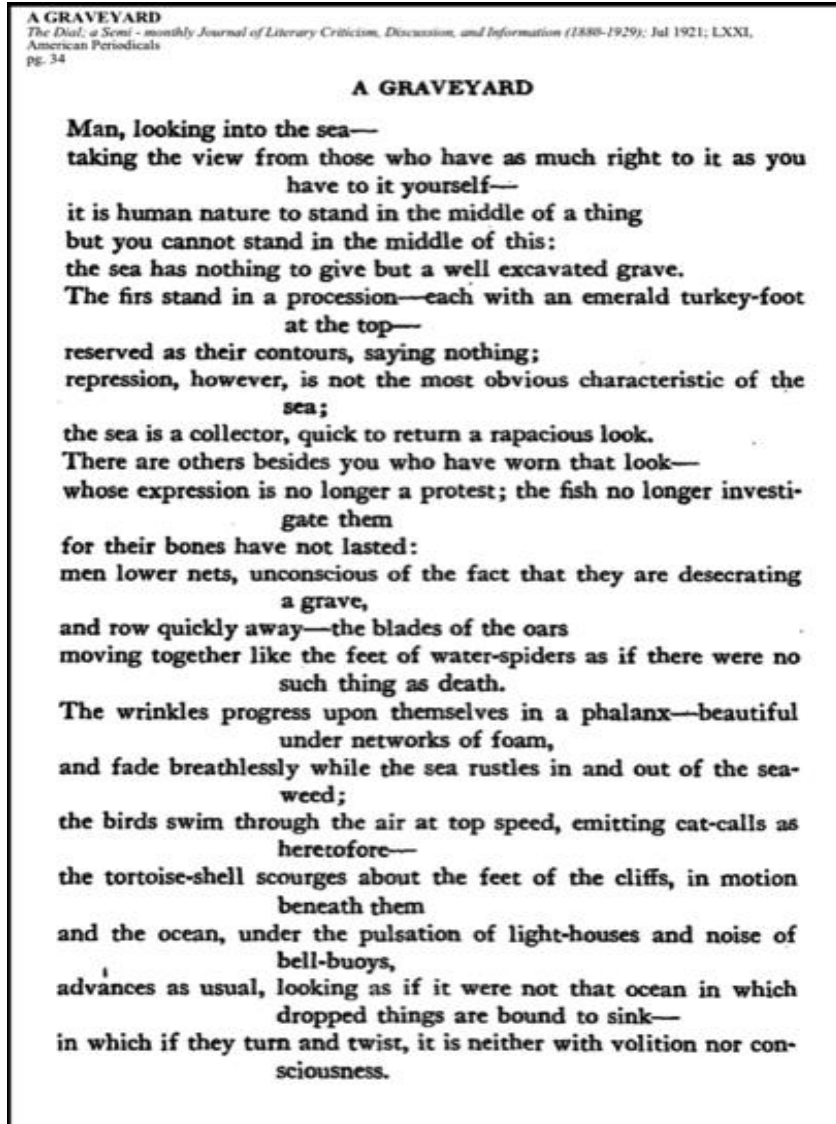 A GRAVEYARD
The Dial; a Semi - monthly Journal of Literary Criticism, Discussion, and Information (1880-1929); Jul 1921; LXXI,
American Periodicals
pg. 34
A GRAVEYARD
Man, looking into the sea—
taking the view from those who have as much right to it as you
have to it yourself—
it is human nature to stand in the middle of a thing
but you cannot stand in the middle of this:
the sea has nothing to give but a well excavated grave.
The firs stand in a procession—each with an emerald turkey-foot
at the top—
reserved as their contours, saying nothing;
repression, however, is not the most obvious characteristic of the
sea;
the sea is a collector, quick to return a rapacious look.
There are others besides you who have worn that look—
whose expression is no longer a protest; the fish no longer investi-
gate them
for their bones have not lasted:
men lower nets, unconscious of the fact that they are desecrating
a grave,
and row quickly away—the blades of the oars
moving together like the feet of water-spiders as if there were no
such thing as death.
The wrinkles progress upon themselves in a phalanx—beautiful
under networks of foam,
and fade breathlessly while the sea rustles in and out of the sea-
weed;
the birds swim through the air at top speed, emitting cat-calls as
heretofore—
the tortoise-shell scourges about the feet of the cliffs, in motion
beneath them
and the ocean, under the pulsation of light-houses and noise of
bell-buoys,
advances as usual, looking as if it were not that ocean in which
dropped things are bound to sink—
in which if they turn and twist, it is neither with volition nor con-
sciousness.